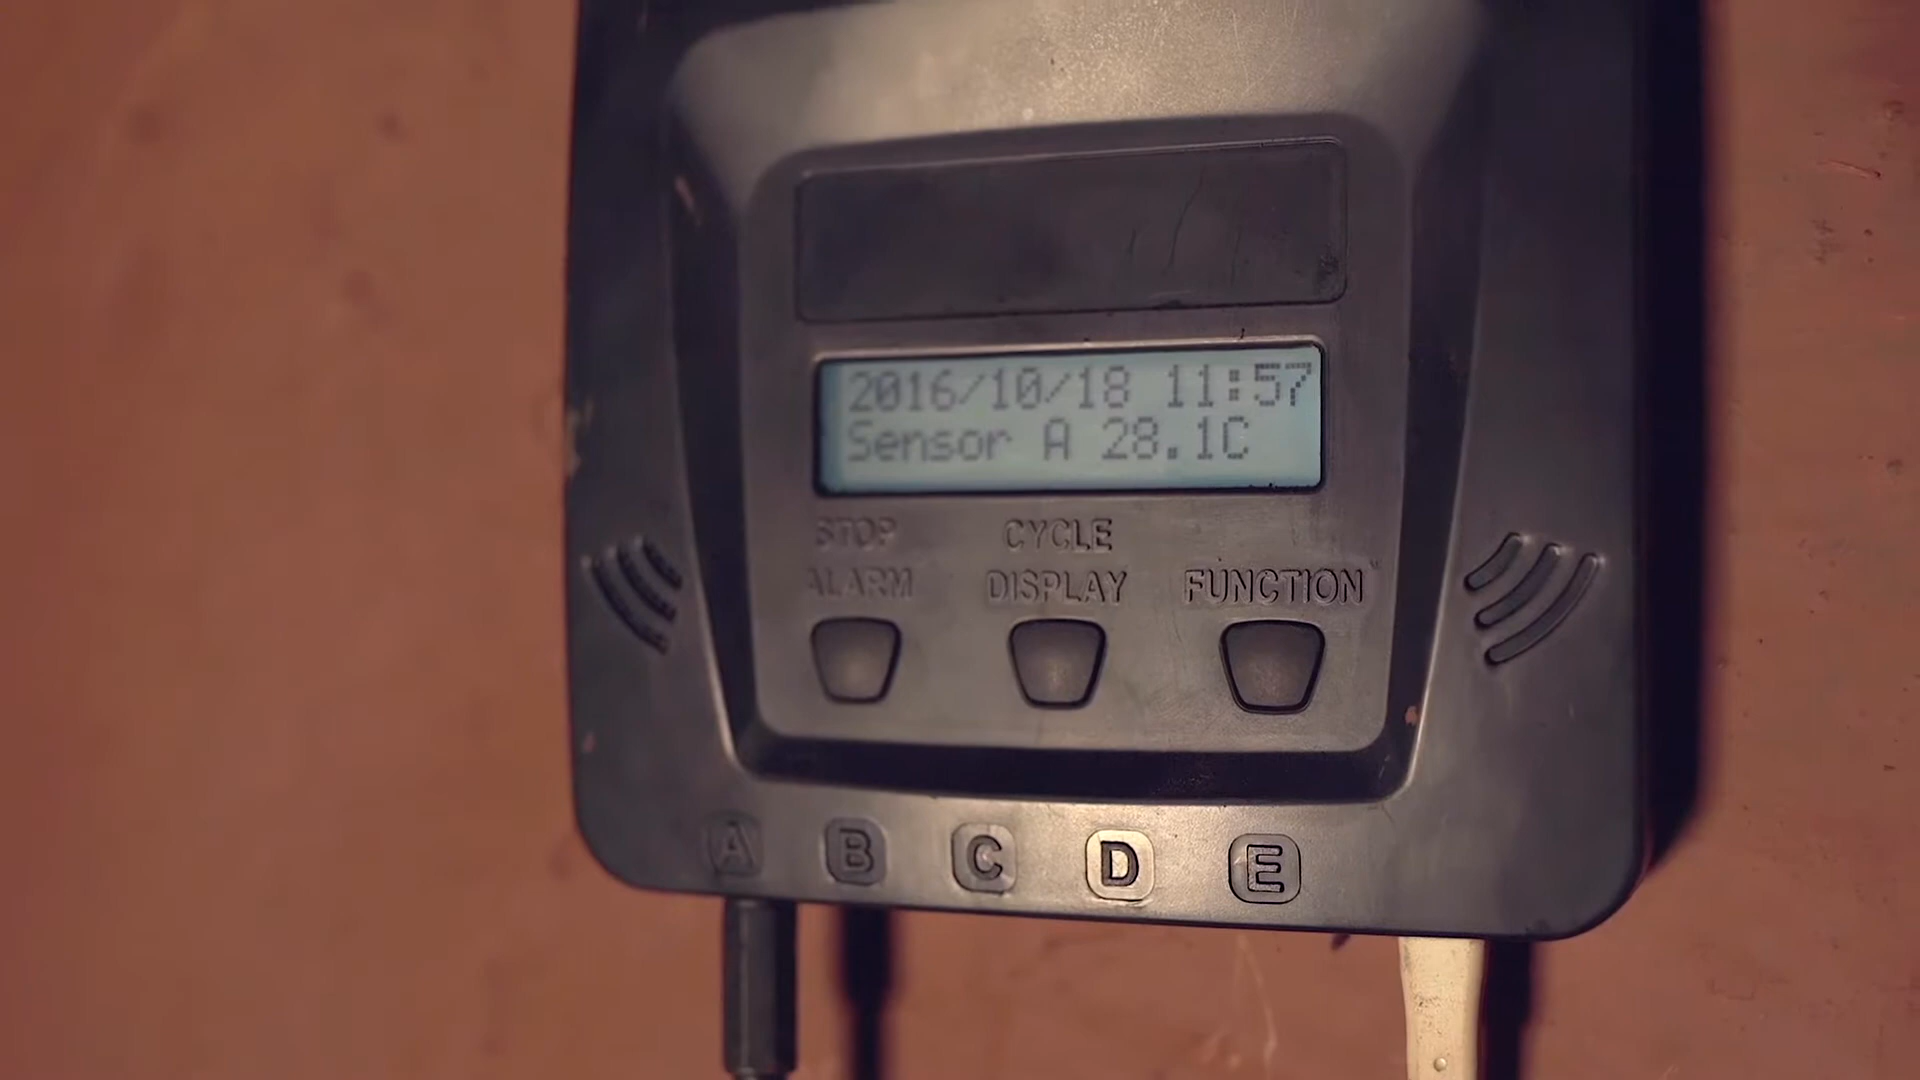 2016/10/18 11:57
Sensor A 28.1C
STOP ALARM
CYCLE DISPLAY
FUNCTION
A B C D E